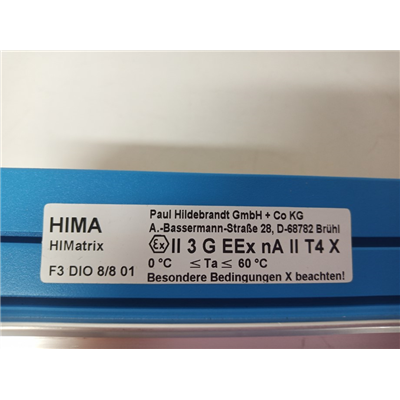 HIMA
HIMatrix
F3 DIO 8/8 01
Paul Hildebrandt GmbH + Co KG
A.-Bassermann-Straße 28, D-68782 Brühl
Ex II 3 G EEx nA II T4 X
0 °C ≤Ta≤ 60 °C
Besondere Bedingungen X beachten!